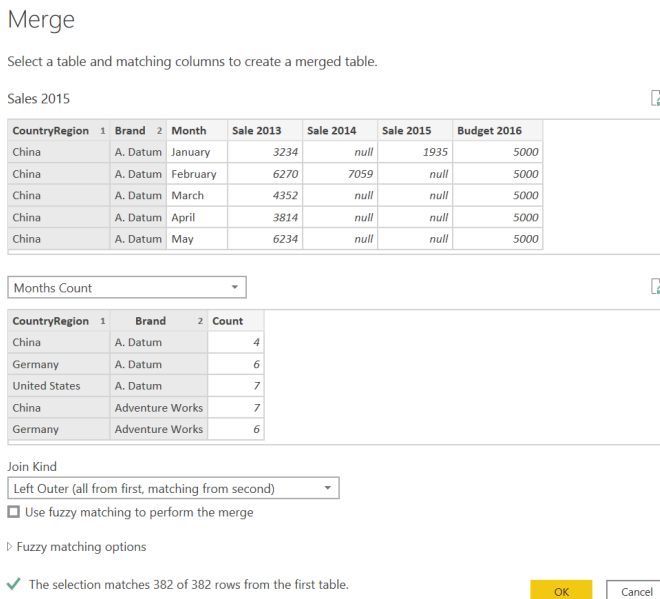 Merge
Select a table and matching columns to create a merged table.
Sales 2015
CountryRegion 1 Brand 2 Month Sale 2013 Sale 2014 Sale 2015 Budget 2016
China A. Datum January 3234 null 1935 5000
China A. Datum February 6270 7059 null 5000
China A. Datum March 4352 null null 5000
China A. Datum April 3814 null null 5000
China A. Datum May 6234 null null 5000
Months Count
CountryRegion 1 Brand 2 Count
China A. Datum 4
Germany A. Datum 6
United States A. Datum 7
China Adventure Works 7
Germany Adventure Works 6
Join Kind
Left Outer (all from first, matching from second)
Use fuzzy matching to perform the merge
Fuzzy matching options
The selection matches 382 of 382 rows from the first table.
OK Cancel